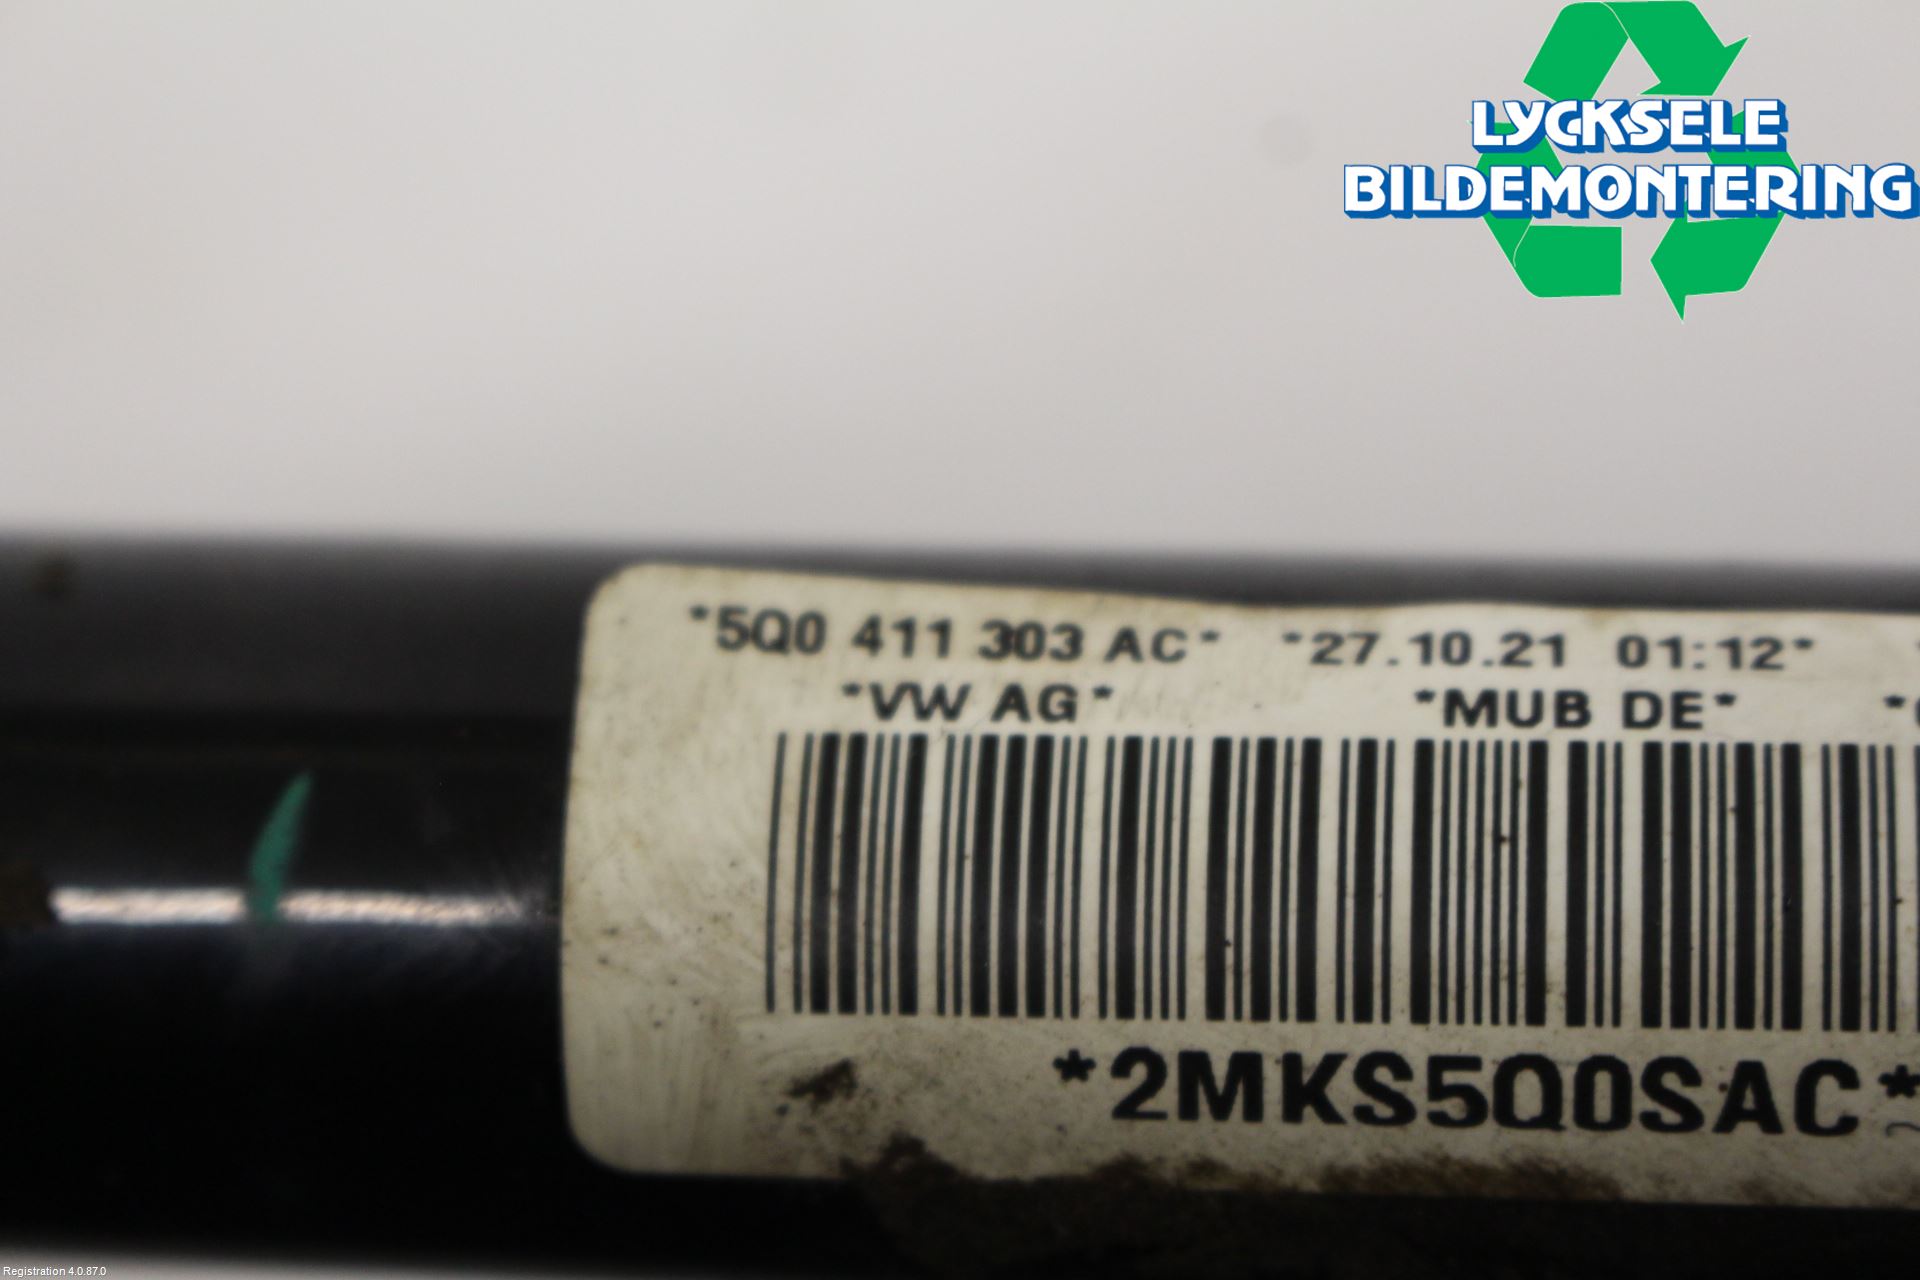 LYCKSELE
BILDEMONTERING
*5Q0 411 303 AC* *27.10.21 01:12*
*VW AG* *MUB DE*
*2MKS5Q0SAC*
Registration 4.0.87.0